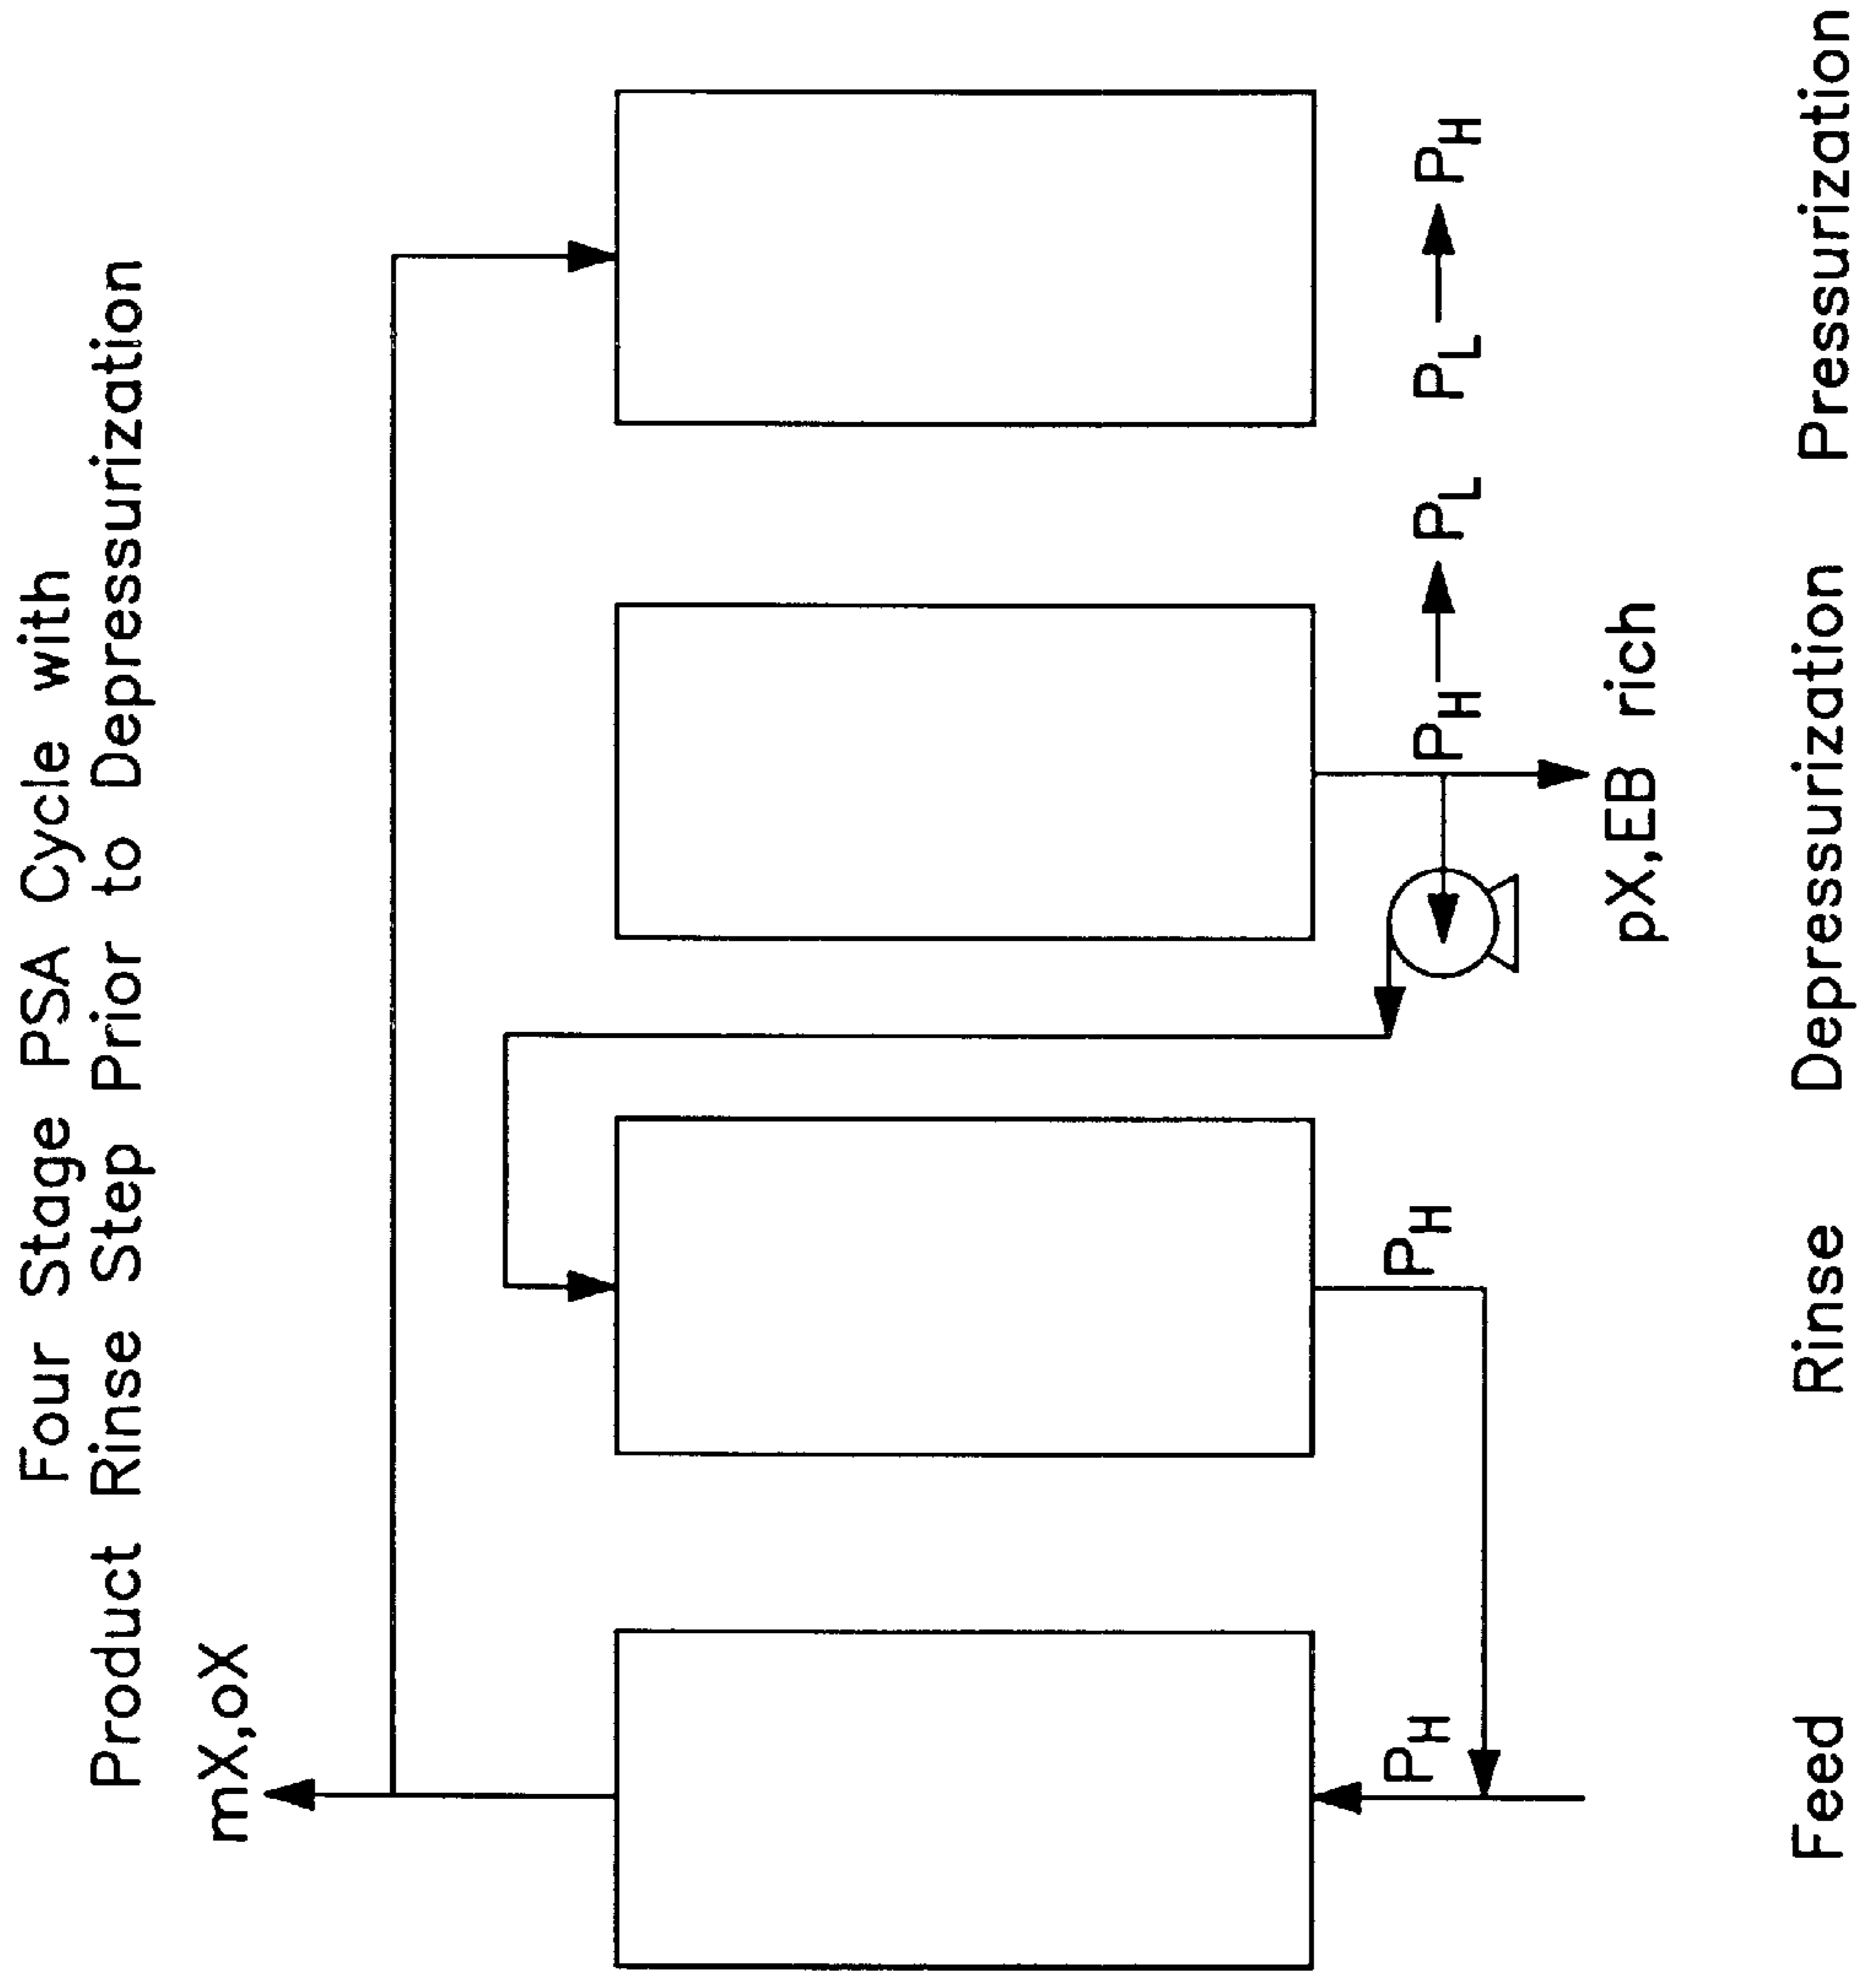 Four Stage PSA Cycle with
Product Rinse Step Prior to Depressurization
mX,oX
P_H
P_H
P_H → P_L
P_L → P_H
pX,EB rich
Feed
Rinse
Depressurization
Pressurization